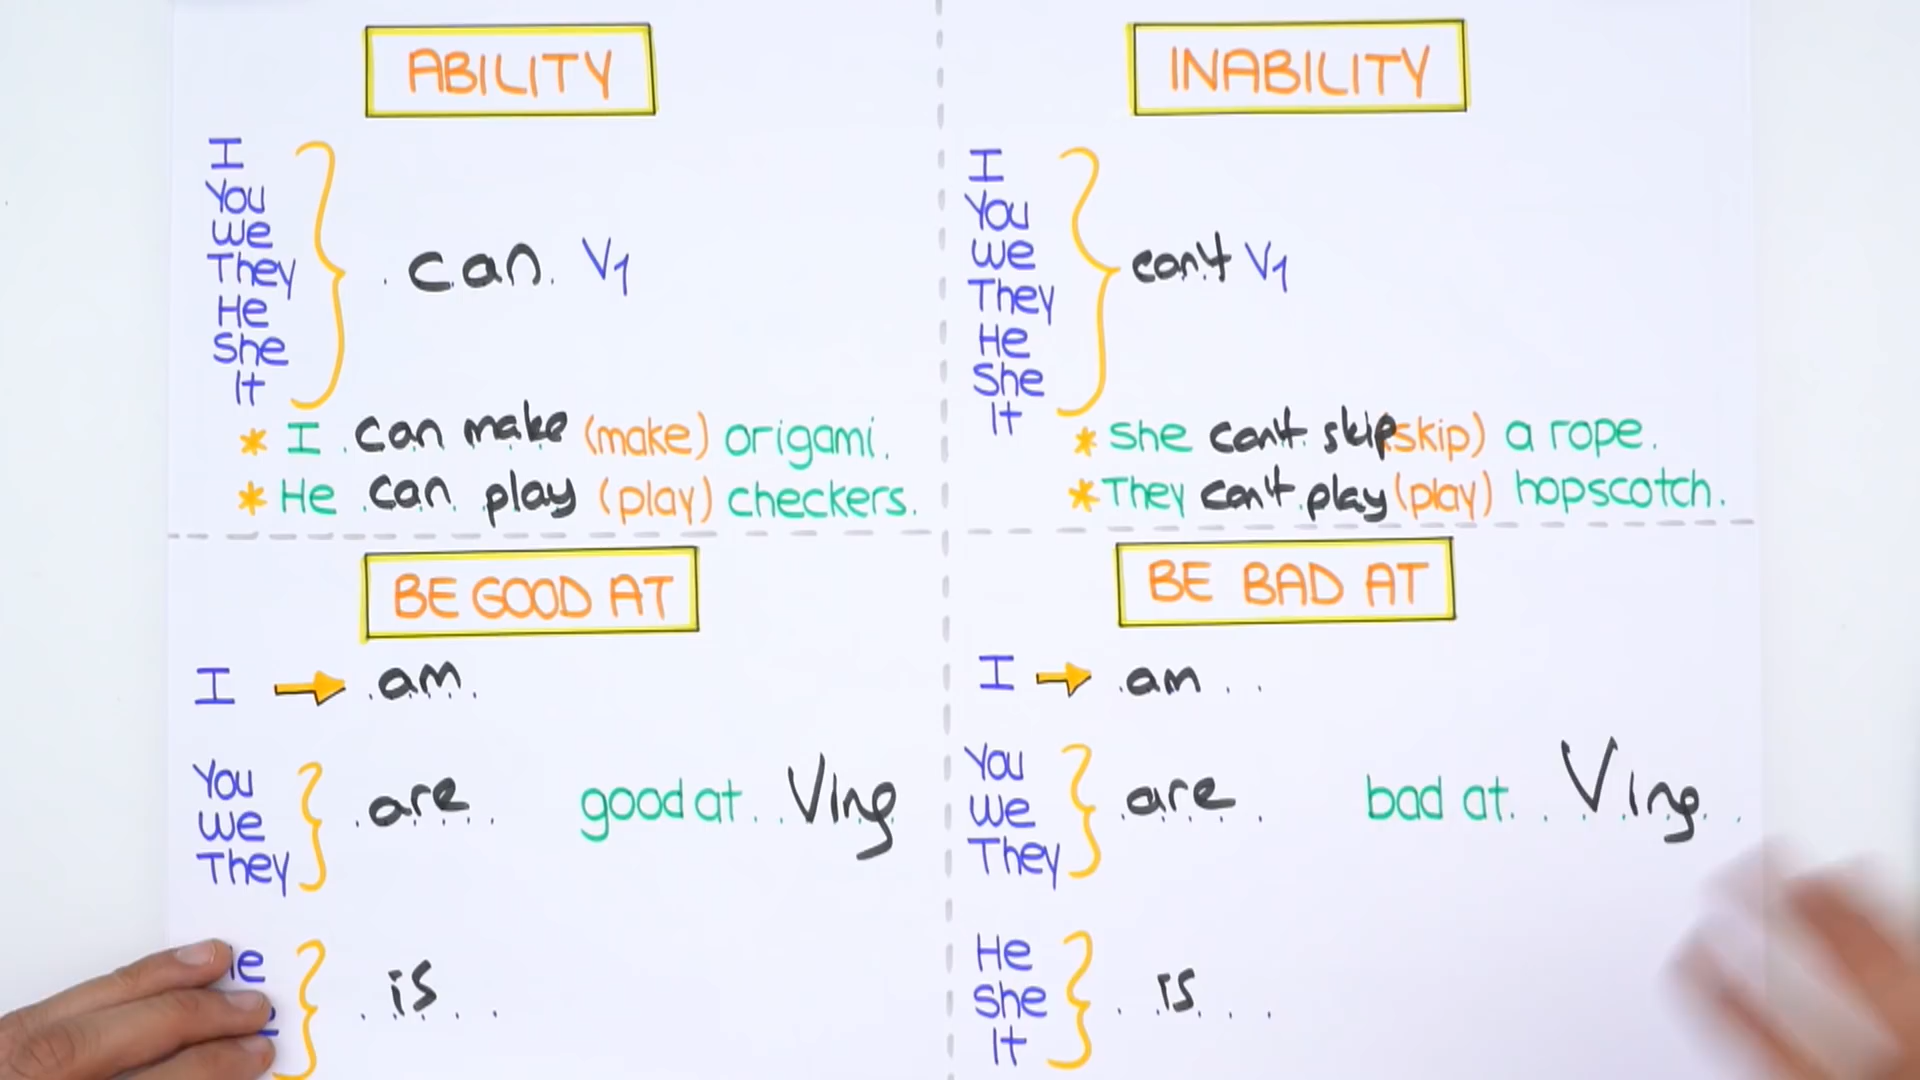 ABILITY
I
You
We
They
He
She
It
can V1
* I can make (make) origami.
* He can play (play) checkers.
INABILITY
I
You
We
They
He
She
It
can't V1
* She can't skip skip) a rope.
* They can't play (play) hopscotch.
BE GOOD AT
I → am
You
We
They
are good at Ving
is
BE BAD AT
I → am
You
We
They
are bad at Ving
He
She
It
is